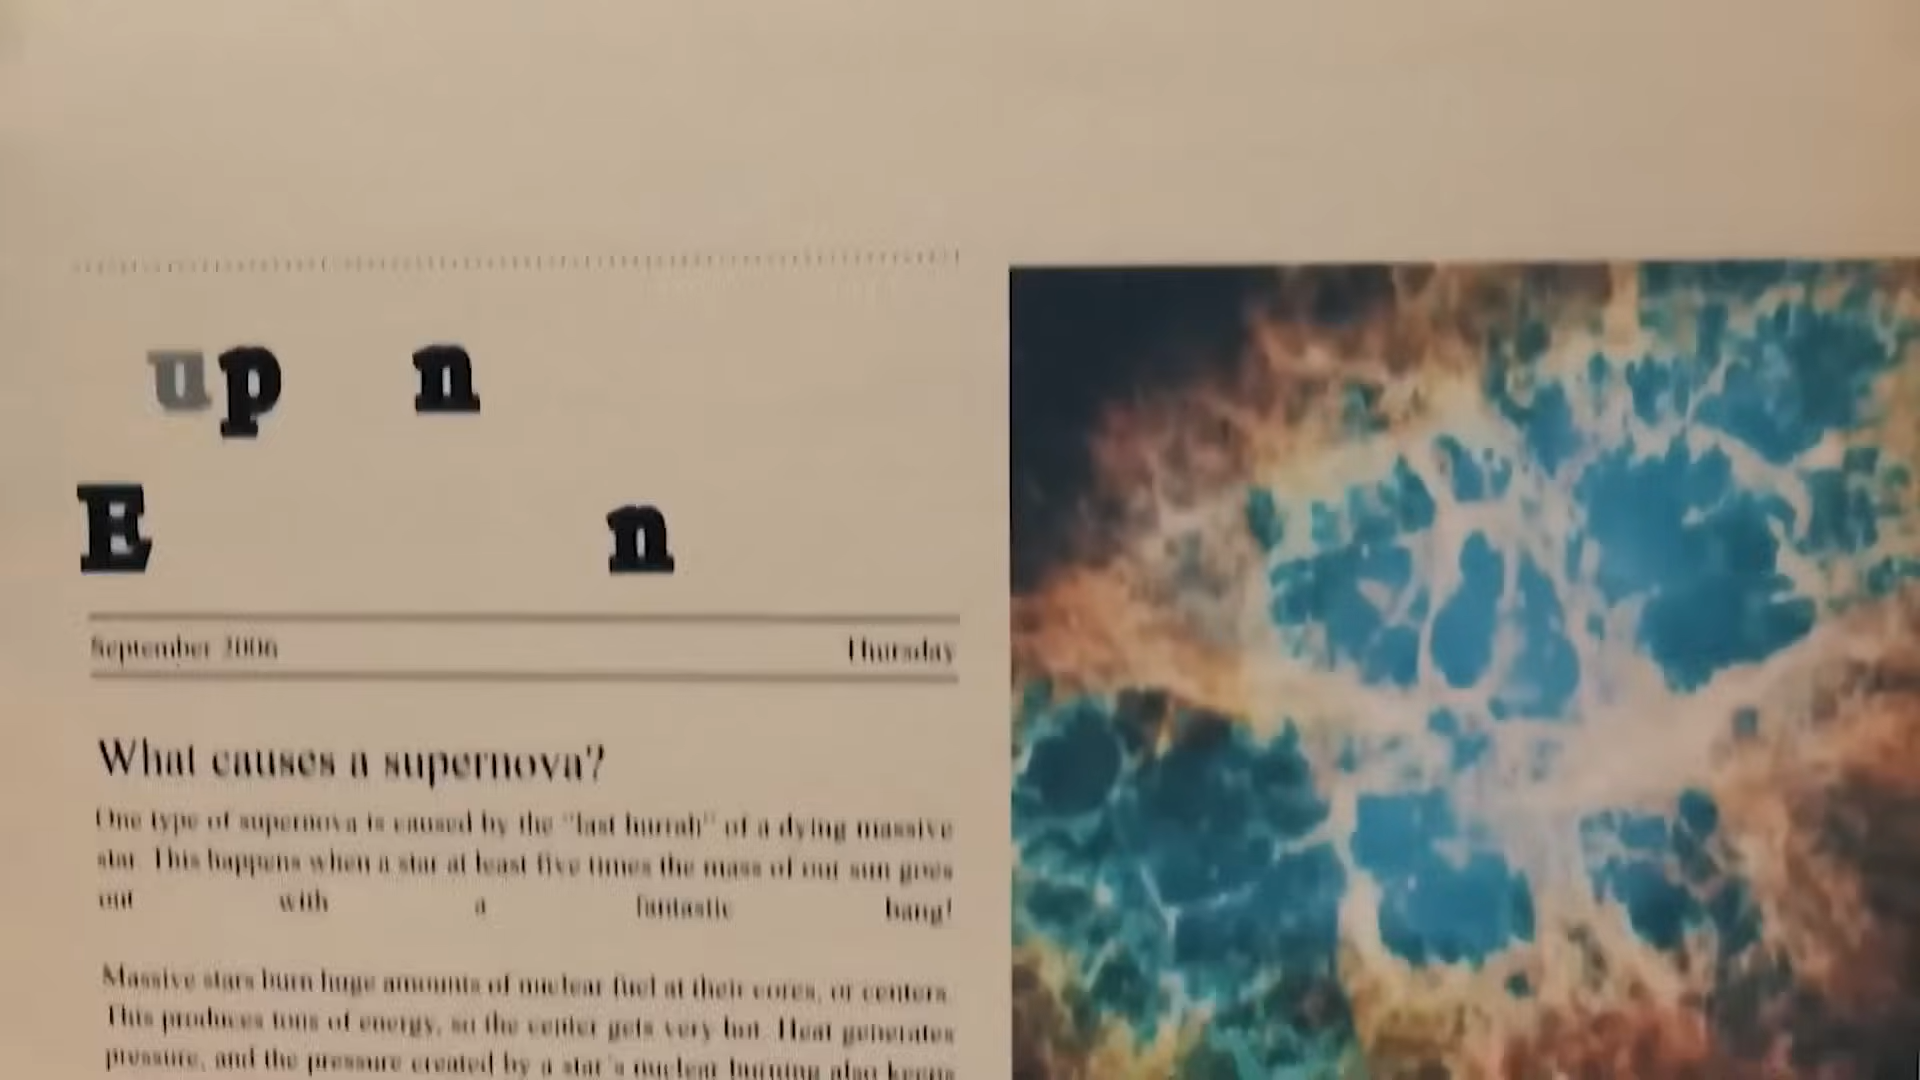 up n
E n
September 2006 Thursday
What causes a supernova?
One type of supernova is caused by the "last hurrah" of a dying massive
star. This happens when a star at least five times the mass of our sun goes
out with a fantastic bang!
Massive stars burn huge amounts of nuclear fuel at their cores, or centers.
This produces tons of energy, so the center gets very hot. Heat generates
pressure, and the pressure created by a star's nuclear burning also keeps